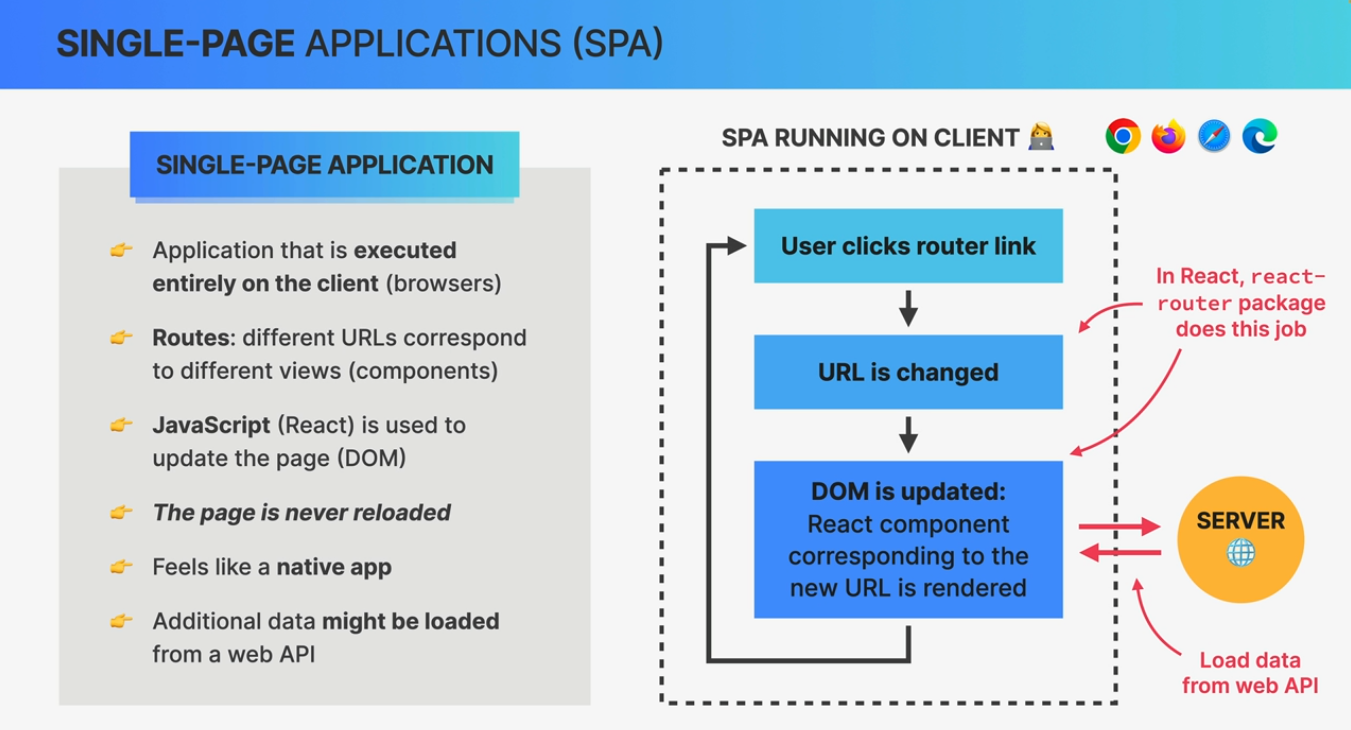 SINGLE-PAGE APPLICATIONS (SPA)
SINGLE-PAGE APPLICATION
Application that is executed
entirely on the client (browsers)
Routes: different URLs correspond
to different views (components)
JavaScript (React) is used to
update the page (DOM)
The page is never reloaded
Feels like a native app
Additional data might be loaded
from a web API
SPA RUNNING ON CLIENT
User clicks router link
URL is changed
DOM is updated:
React component
corresponding to the
new URL is rendered
In React, react-
router package
does this job
SERVER
Load data
from web API